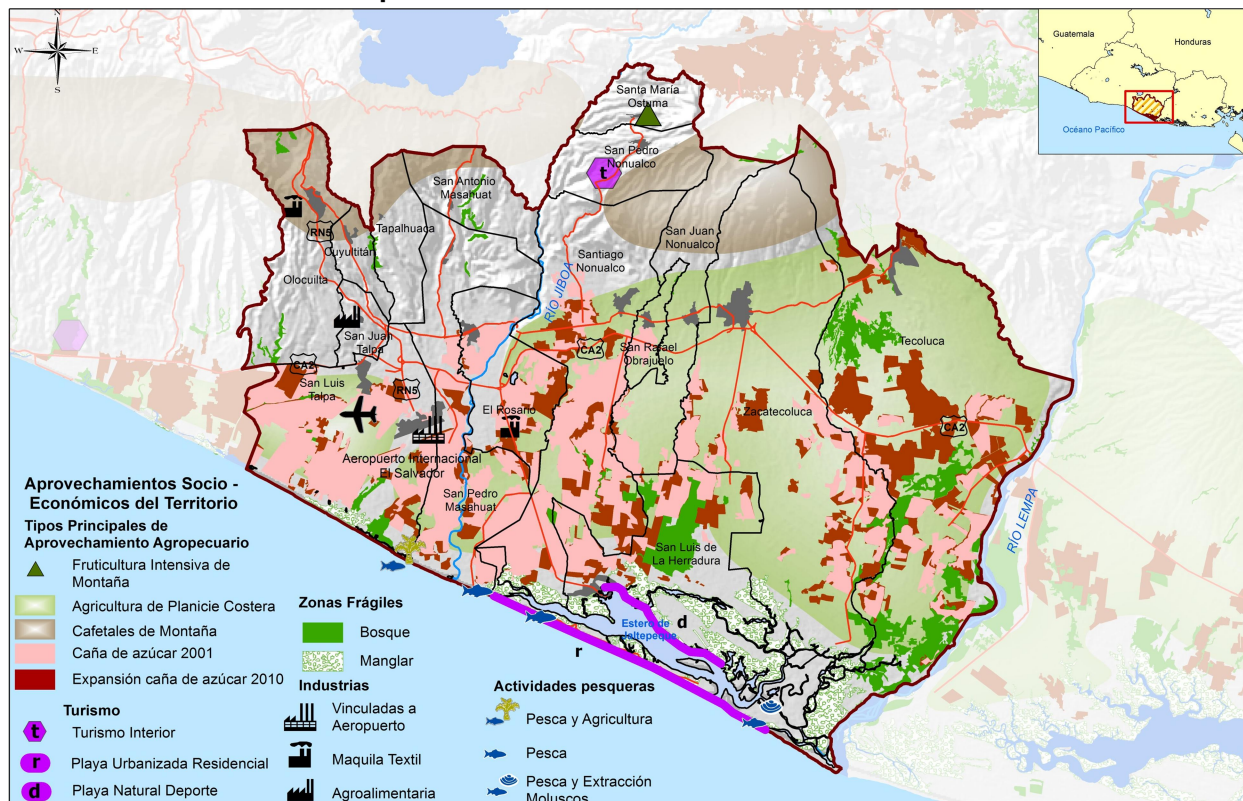 N
W
E
S
Guatemala
Honduras
Océano Pacífico
Santa María
Ostuma
San Pedro
Nonualco
t
San Antonio
Masahuat
Tapalhuaca
RN5
Cuyultitán
Olocuilta
San Juan
Nonualco
Santiago
Nonualco
RÍO JIBOA
San Juan
Talpa
CA2
San Rafael
Obrajuelo
Tecoluca
CA2
San Luis
Talpa
RN5
El Rosario
Zacatecoluca
CA2
Aeropuerto Internacional
El Salvador
San Pedro
Masahuat
San Luis de
La Herradura
RÍO LEMPA
Estero de
Jaltepeque
d
r
Aprovechamientos Socio -
Económicos del Territorio
Tipos Principales de
Aprovechamiento Agropecuario
Fruticultura Intensiva de
Montaña
Agricultura de Planicie Costera
Cafetales de Montaña
Caña de azúcar 2001
Expansión caña de azúcar 2010
Turismo
t Turismo Interior
r Playa Urbanizada Residencial
d Playa Natural Deporte
Zonas Frágiles
Bosque
Manglar
Industrias
Vinculadas a
Aeropuerto
Maquila Textil
Agroalimentaria
Actividades pesqueras
Pesca y Agricultura
Pesca
Pesca y Extracción
Moluscos